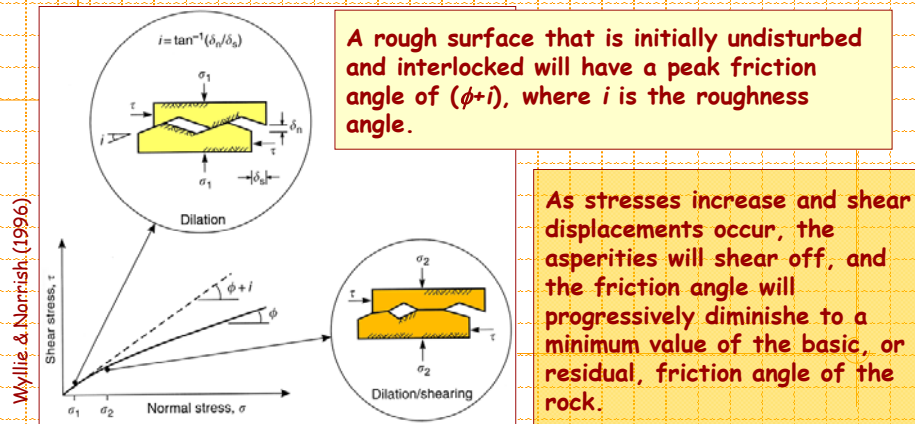 i = tan⁻¹(δn/δs)
σ1
τ
δn
i
τ
σ1
δs
Dilation
A rough surface that is initially undisturbed
and interlocked will have a peak friction
angle of (ϕ+i), where i is the roughness
angle.
As stresses increase and shear
displacements occur, the
asperities will shear off, and
the friction angle will
progressively diminishe to a
minimum value of the basic, or
residual, friction angle of the
rock.
Wyllie & Norrish (1996)
Shear stress, τ
ϕ + i
ϕ
σ1
σ2
Normal stress, σ
σ2
τ
τ
σ2
Dilation/shearing